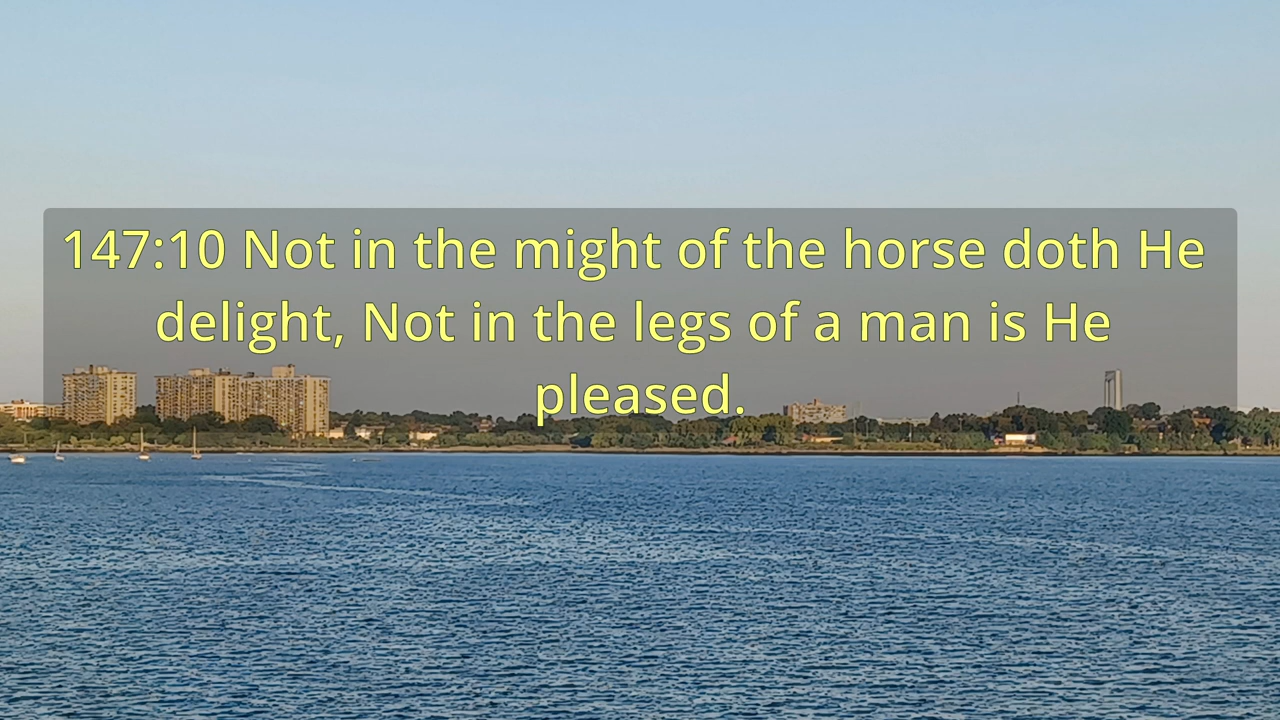 147:10 Not in the might of the horse doth He
delight, Not in the legs of a man is He
pleased.